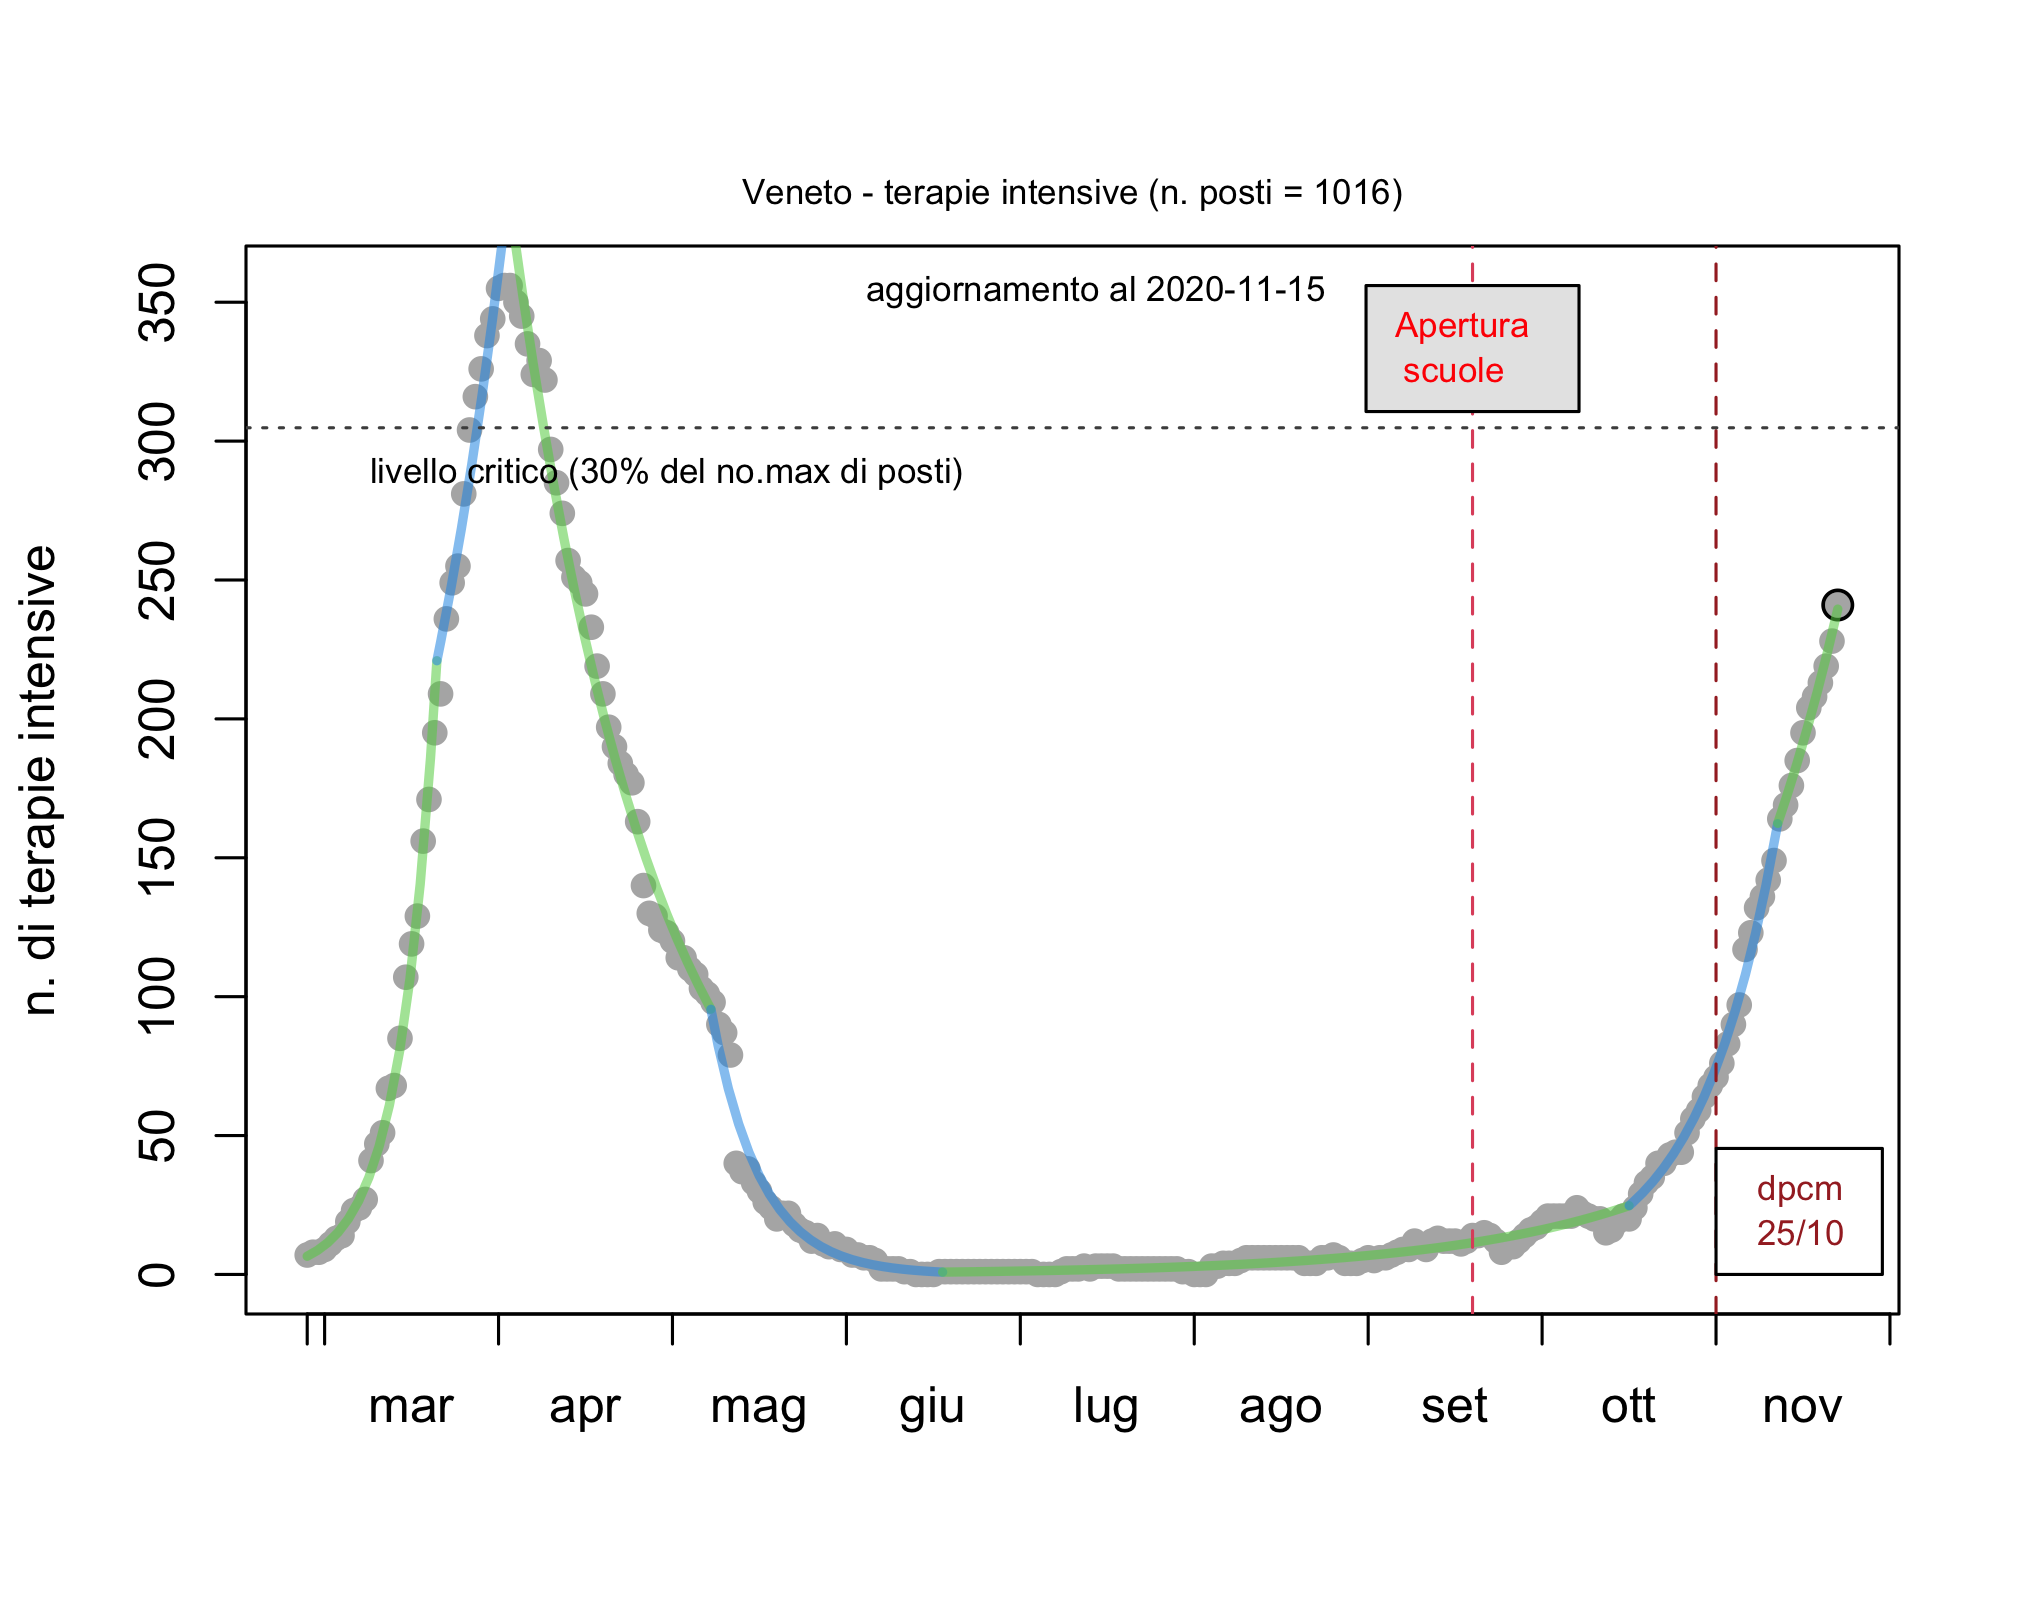 Veneto - terapie intensive (n. posti = 1016)
aggiornamento al 2020-11-15
Apertura
scuole
livello critico (30% del no.max di posti)
n. di terapie intensive
350
300
250
200
150
100
50
0
dpcm
25/10
mar apr mag giu lug ago set ott nov